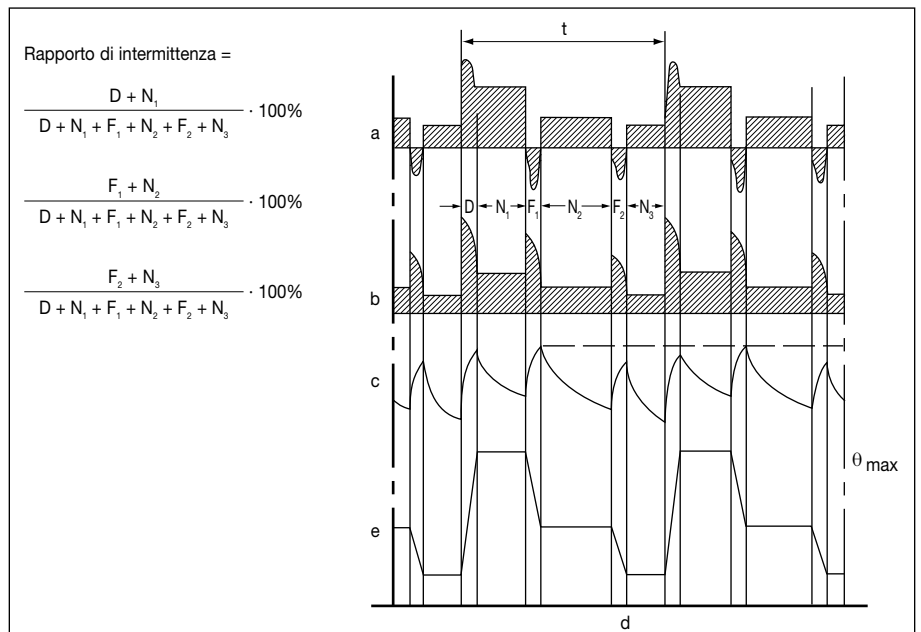 Rapporto di intermittenza =
D + N₁
D + N₁ + F₁ + N₂ + F₂ + N₃
· 100%
F₁ + N₂
D + N₁ + F₁ + N₂ + F₂ + N₃
· 100%
F₂ + N₃
D + N₁ + F₁ + N₂ + F₂ + N₃
· 100%
t
a
D N₁ F₁ N₂ F₂ N₃
b
c
θ max
e
d